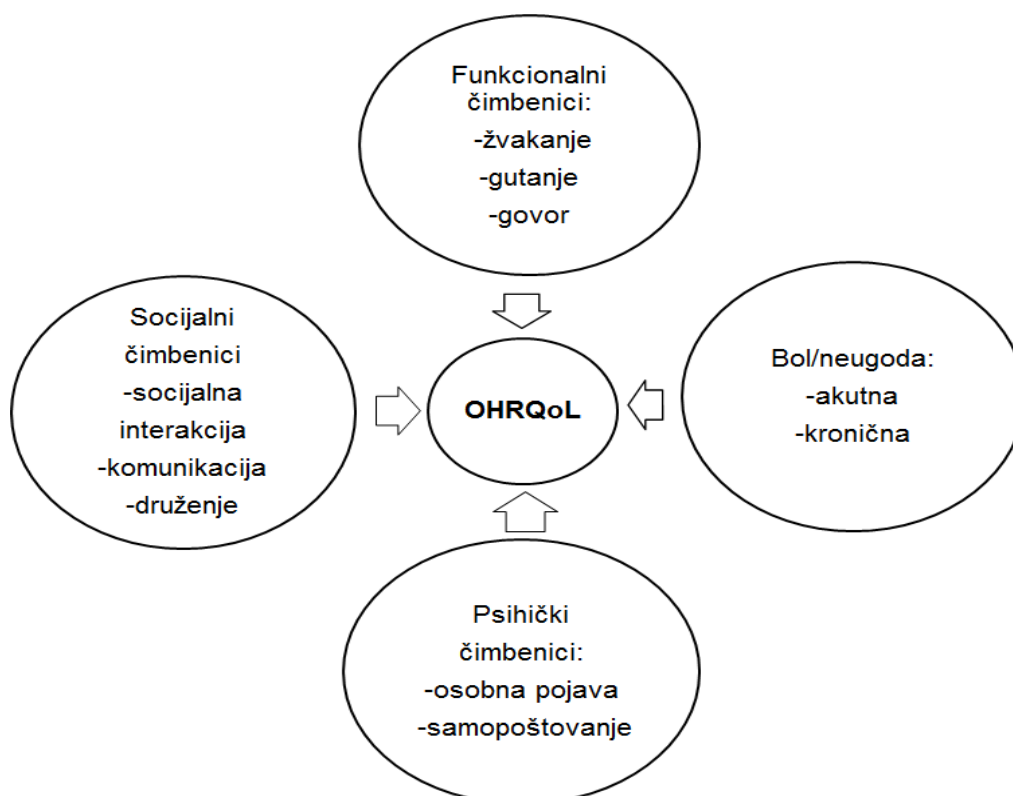 Funkcionalni
čimbenici:
-žvakanje
-gutanje
-govor
Socijalni
čimbenici
-socijalna
interakcija
-komunikacija
-druženje
OHRQoL
Bol/neugoda:
-akutna
-kronična
Psihički
čimbenici:
-osobna pojava
-samopoštovanje